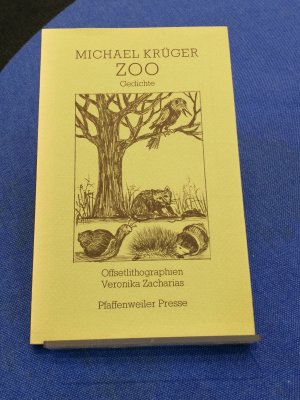 MICHAEL KRÜGER
ZOO
Gedichte
Offsetlithographien
Veronika Zacharias
Pfaffenweiler Presse